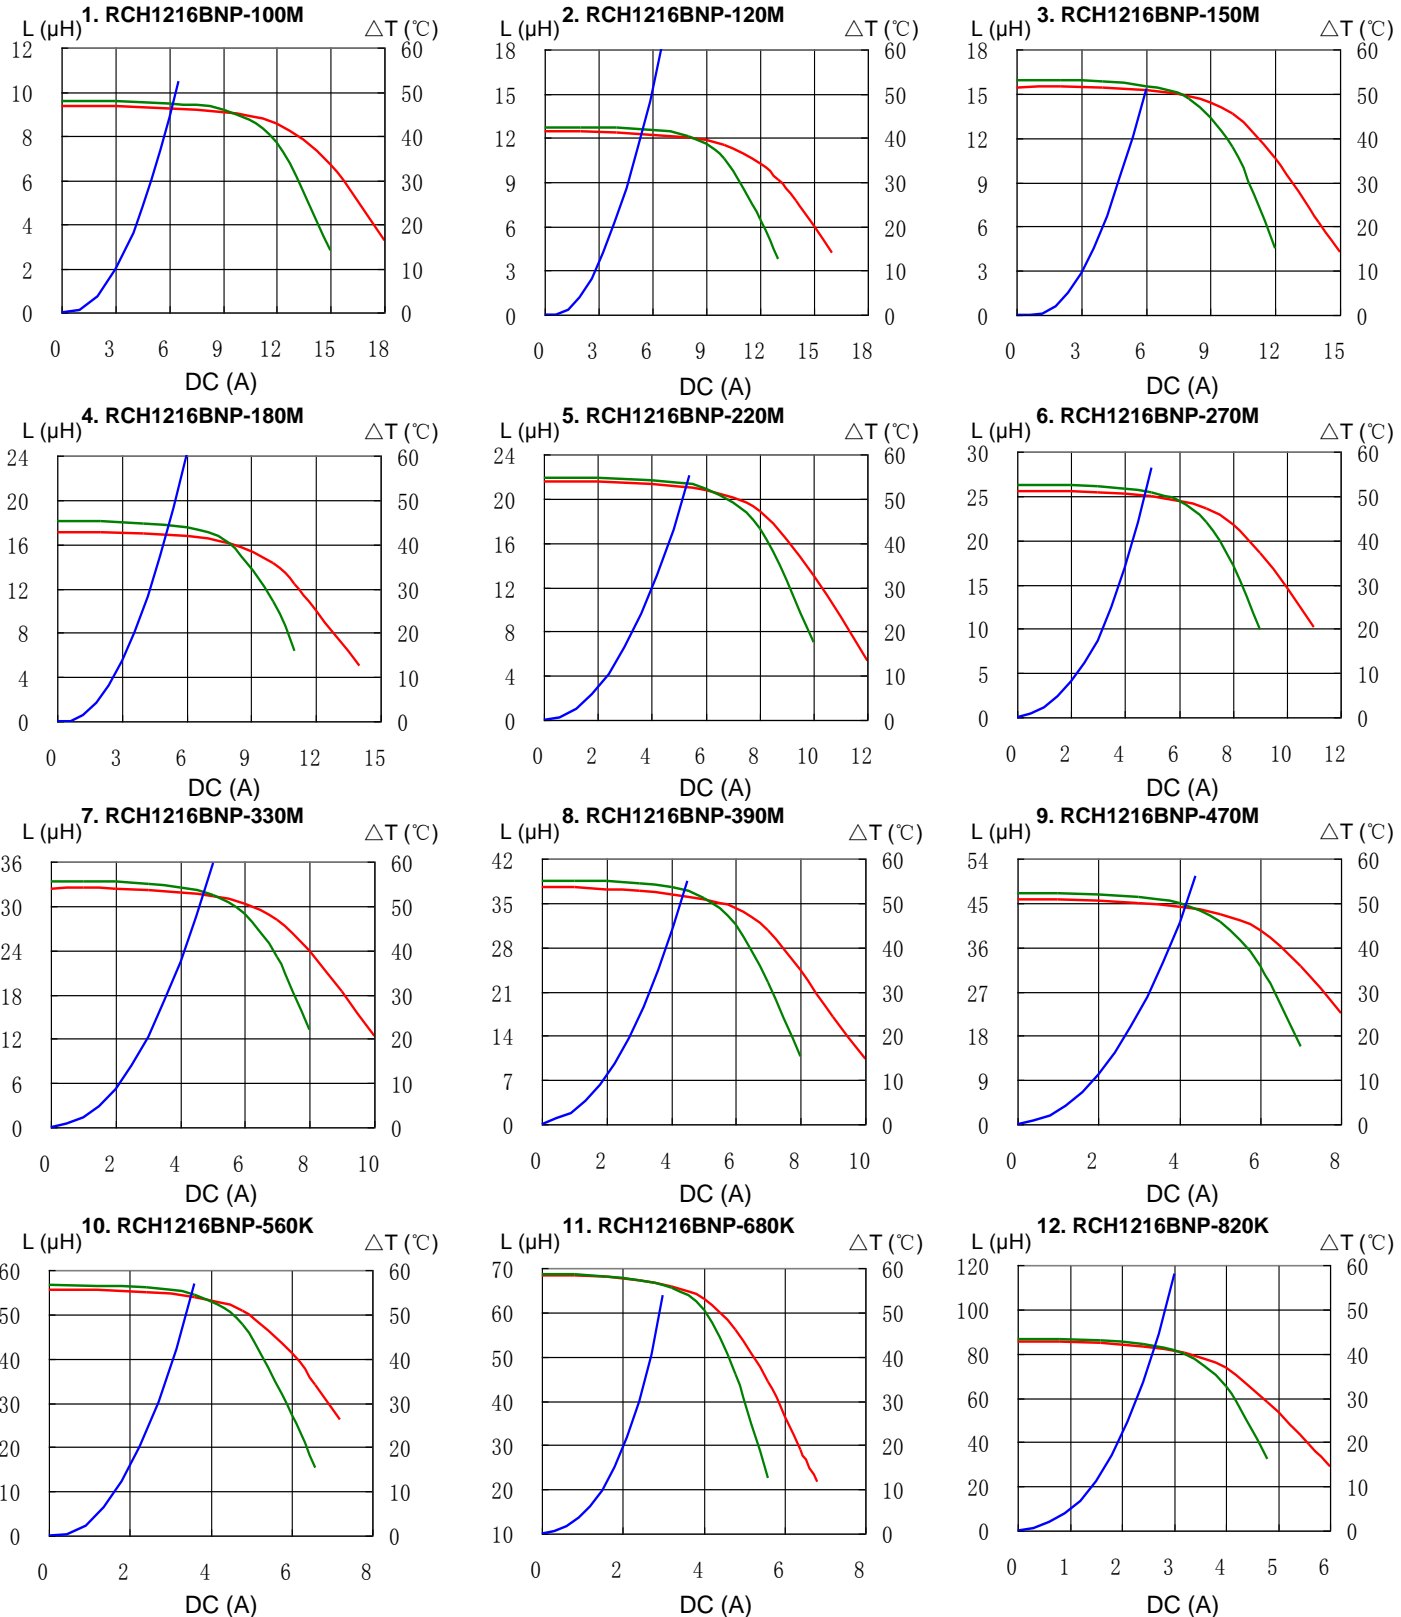 1. RCH1216BNP-100M
L (µH)
△T (℃)
12
10
8
6
4
2
0
60
50
40
30
20
10
0
0 3 6 9 12 15 18
DC (A)
2. RCH1216BNP-120M
L (µH)
△T (℃)
18
15
12
9
6
3
0
60
50
40
30
20
10
0
0 3 6 9 12 15 18
DC (A)
3. RCH1216BNP-150M
L (µH)
△T (℃)
18
15
12
9
6
3
0
60
50
40
30
20
10
0
0 3 6 9 12 15
DC (A)
4. RCH1216BNP-180M
L (µH)
△T (℃)
24
20
16
12
8
4
0
60
50
40
30
20
10
0
0 3 6 9 12 15
DC (A)
5. RCH1216BNP-220M
L (µH)
△T (℃)
24
20
16
12
8
4
0
60
50
40
30
20
10
0
0 2 4 6 8 10 12
DC (A)
6. RCH1216BNP-270M
L (µH)
△T (℃)
30
25
20
15
10
5
0
60
50
40
30
20
10
0
0 2 4 6 8 10 12
DC (A)
7. RCH1216BNP-330M
L (µH)
△T (℃)
36
30
24
18
12
6
0
60
50
40
30
20
10
0
0 2 4 6 8 10
DC (A)
8. RCH1216BNP-390M
L (µH)
△T (℃)
42
35
28
21
14
7
0
60
50
40
30
20
10
0
0 2 4 6 8 10
DC (A)
9. RCH1216BNP-470M
L (µH)
△T (℃)
54
45
36
27
18
9
0
60
50
40
30
20
10
0
0 2 4 6 8
DC (A)
10. RCH1216BNP-560K
L (µH)
△T (℃)
60
50
40
30
20
10
0
60
50
40
30
20
10
0
0 2 4 6 8
DC (A)
11. RCH1216BNP-680K
L (µH)
△T (℃)
70
60
50
40
30
20
10
60
50
40
30
20
10
0
0 2 4 6 8
DC (A)
12. RCH1216BNP-820K
L (µH)
△T (℃)
120
100
80
60
40
20
0
60
50
40
30
20
10
0
0 1 2 3 4 5 6
DC (A)